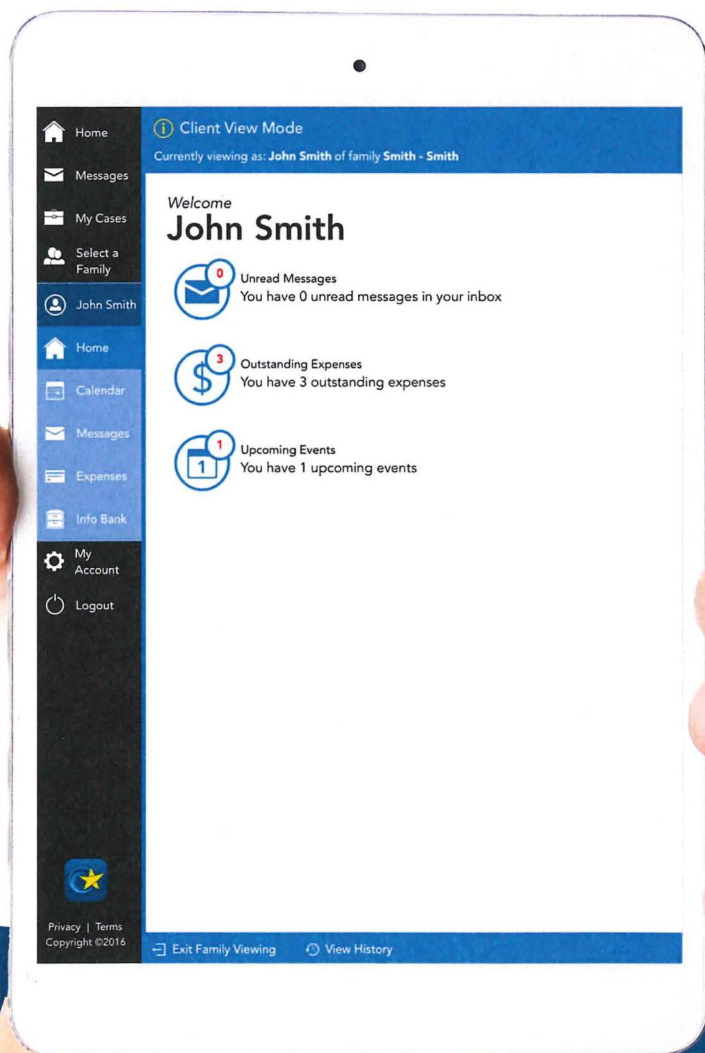 Home
Messages
My Cases
Select a
Family
John Smith
Home
Calendar
Messages
Expenses
Info Bank
My
Account
Logout
Privacy | Terms
Copyright ©2016
Client View Mode
Currently viewing as: John Smith of family Smith - Smith
Welcome
John Smith
0
Unread Messages
You have 0 unread messages in your inbox
3
$
Outstanding Expenses
You have 3 outstanding expenses
1
1
Upcoming Events
You have 1 upcoming events
Exit Family Viewing
View History